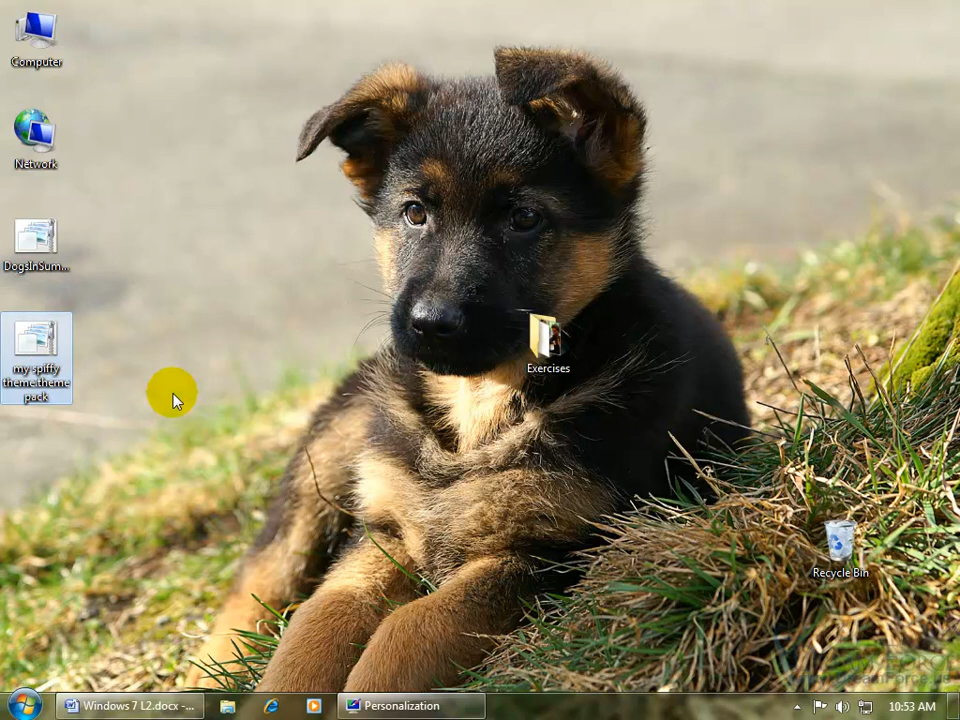 Computer
Network
DogsInSum...
my spiffy
theme.theme
pack
Exercises
Recycle Bin
Windows 7 L2.docx -...
Personalization
10:53 AM